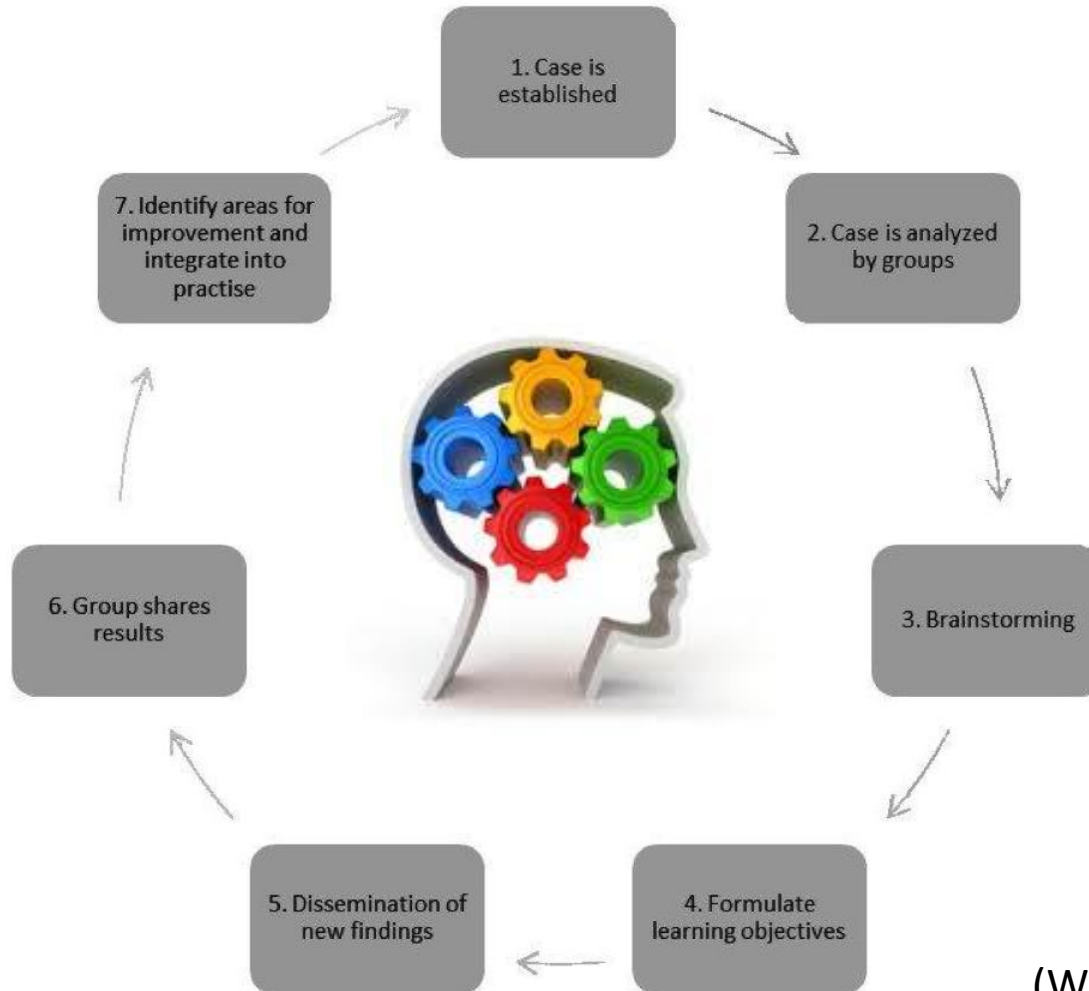 1. Case is
established
2. Case is analyzed
by groups
3. Brainstorming
4. Formulate
learning objectives
5. Dissemination of
new findings
6. Group shares
results
7. Identify areas for
improvement and
integrate into
practise
(W